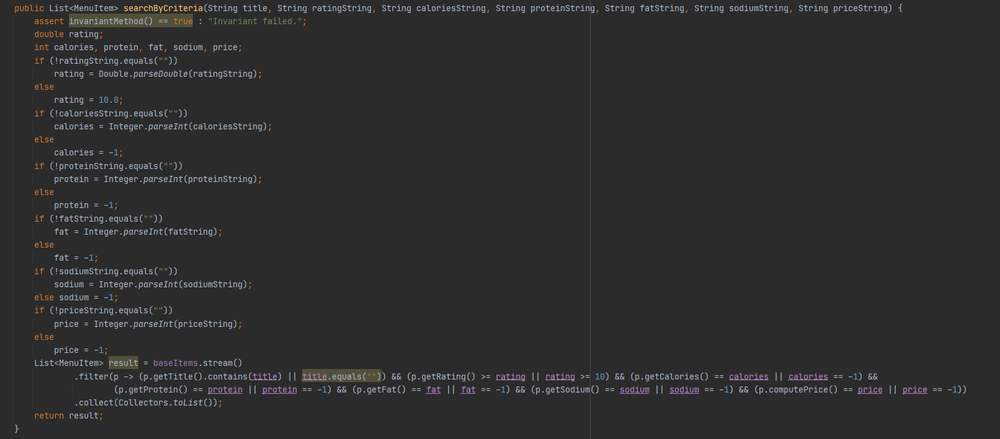 public List<MenuItem> searchByCriteria(String title, String ratingString, String caloriesString, String proteinString, String fatString, String sodiumString, String priceString) {
    assert invariantMethod() == true : "Invariant failed.";
    double rating;
    int calories, protein, fat, sodium, price;
    if (!ratingString.equals(""))
        rating = Double.parseDouble(ratingString);
    else
        rating = 10.0;
    if (!caloriesString.equals(""))
        calories = Integer.parseInt(caloriesString);
    else
        calories = -1;
    if (!proteinString.equals(""))
        protein = Integer.parseInt(proteinString);
    else
        protein = -1;
    if (!fatString.equals(""))
        fat = Integer.parseInt(fatString);
    else
        fat = -1;
    if (!sodiumString.equals(""))
        sodium = Integer.parseInt(sodiumString);
    else sodium = -1;
    if (!priceString.equals(""))
        price = Integer.parseInt(priceString);
    else
        price = -1;
    List<MenuItem> result = baseItems.stream()
            .filter(p -> (p.getTitle().contains(title) || title.equals("")) && (p.getRating() >= rating || rating >= 10) && (p.getCalories() == calories || calories == -1) &&
                    (p.getProtein() == protein || protein == -1) && (p.getFat() == fat || fat == -1) && (p.getSodium() == sodium || sodium == -1) && (p.computePrice() == price || price == -1))
            .collect(Collectors.toList());
    return result;
}